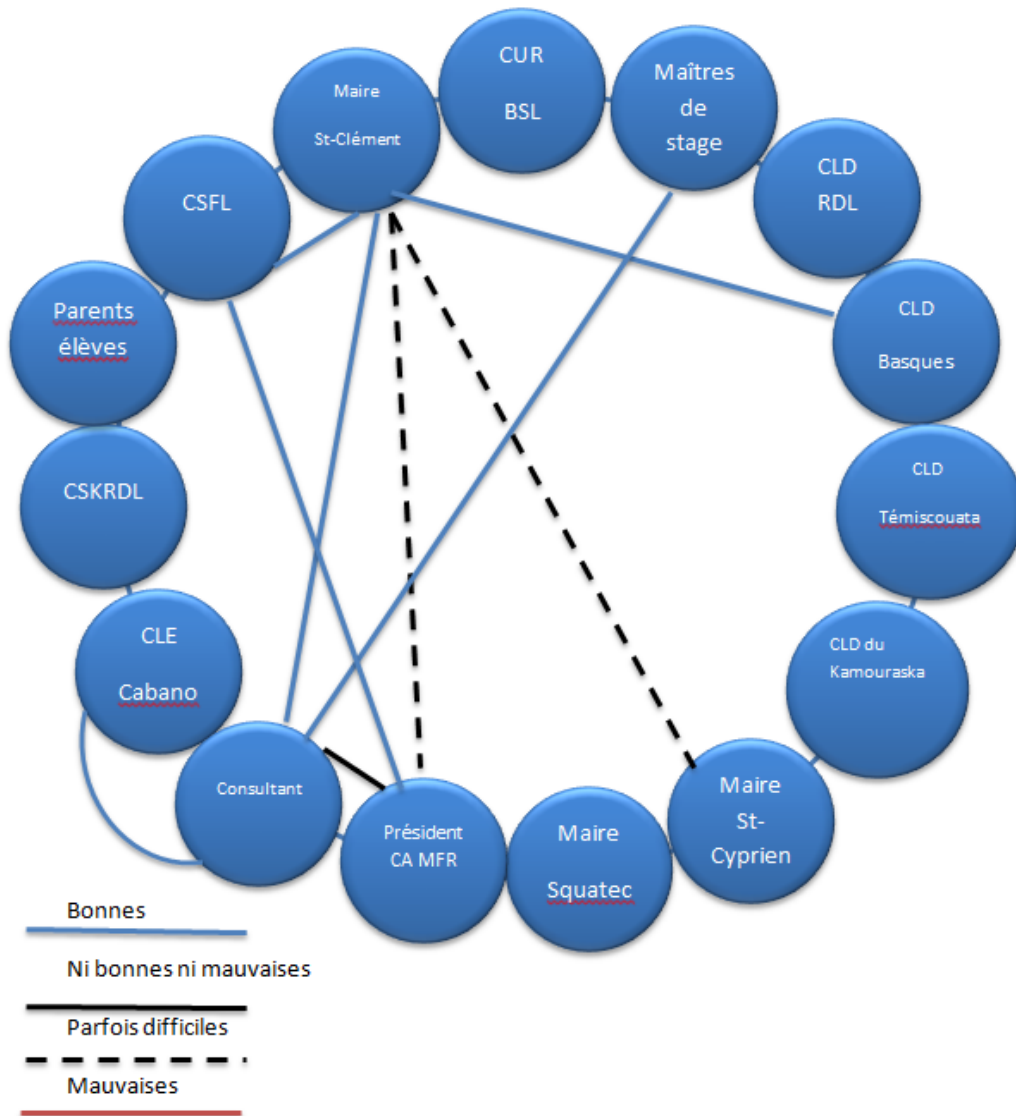 CUR
BSL
Maîtres
de
stage
Maire
St-Clément
CLD
RDL
CSFL
CLD
Basques
Parents
élèves
CLD
Témiscouata
CSKRDL
CLD du
Kamouraska
CLE
Cabano
Maire
St-
Cyprien
Consultant
Président
CA MFR
Maire
Squatec
Bonnes
Ni bonnes ni mauvaises
Parfois difficiles
Mauvaises